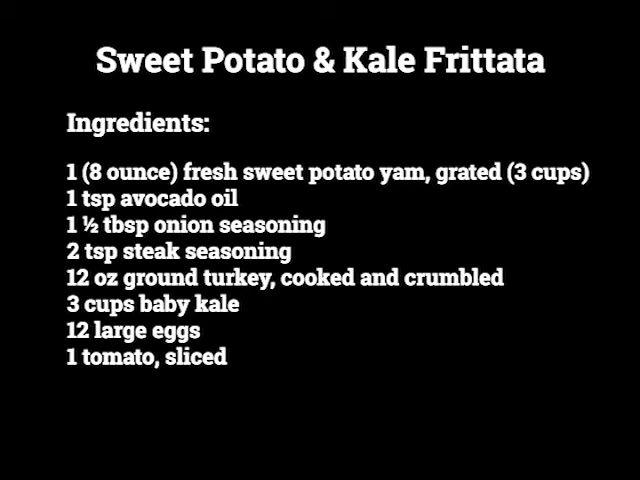 Sweet Potato & Kale Frittata
Ingredients:
1 (8 ounce) fresh sweet potato yam, grated (3 cups)
1 tsp avocado oil
1 ½ tbsp onion seasoning
2 tsp steak seasoning
12 oz ground turkey, cooked and crumbled
3 cups baby kale
12 large eggs
1 tomato, sliced